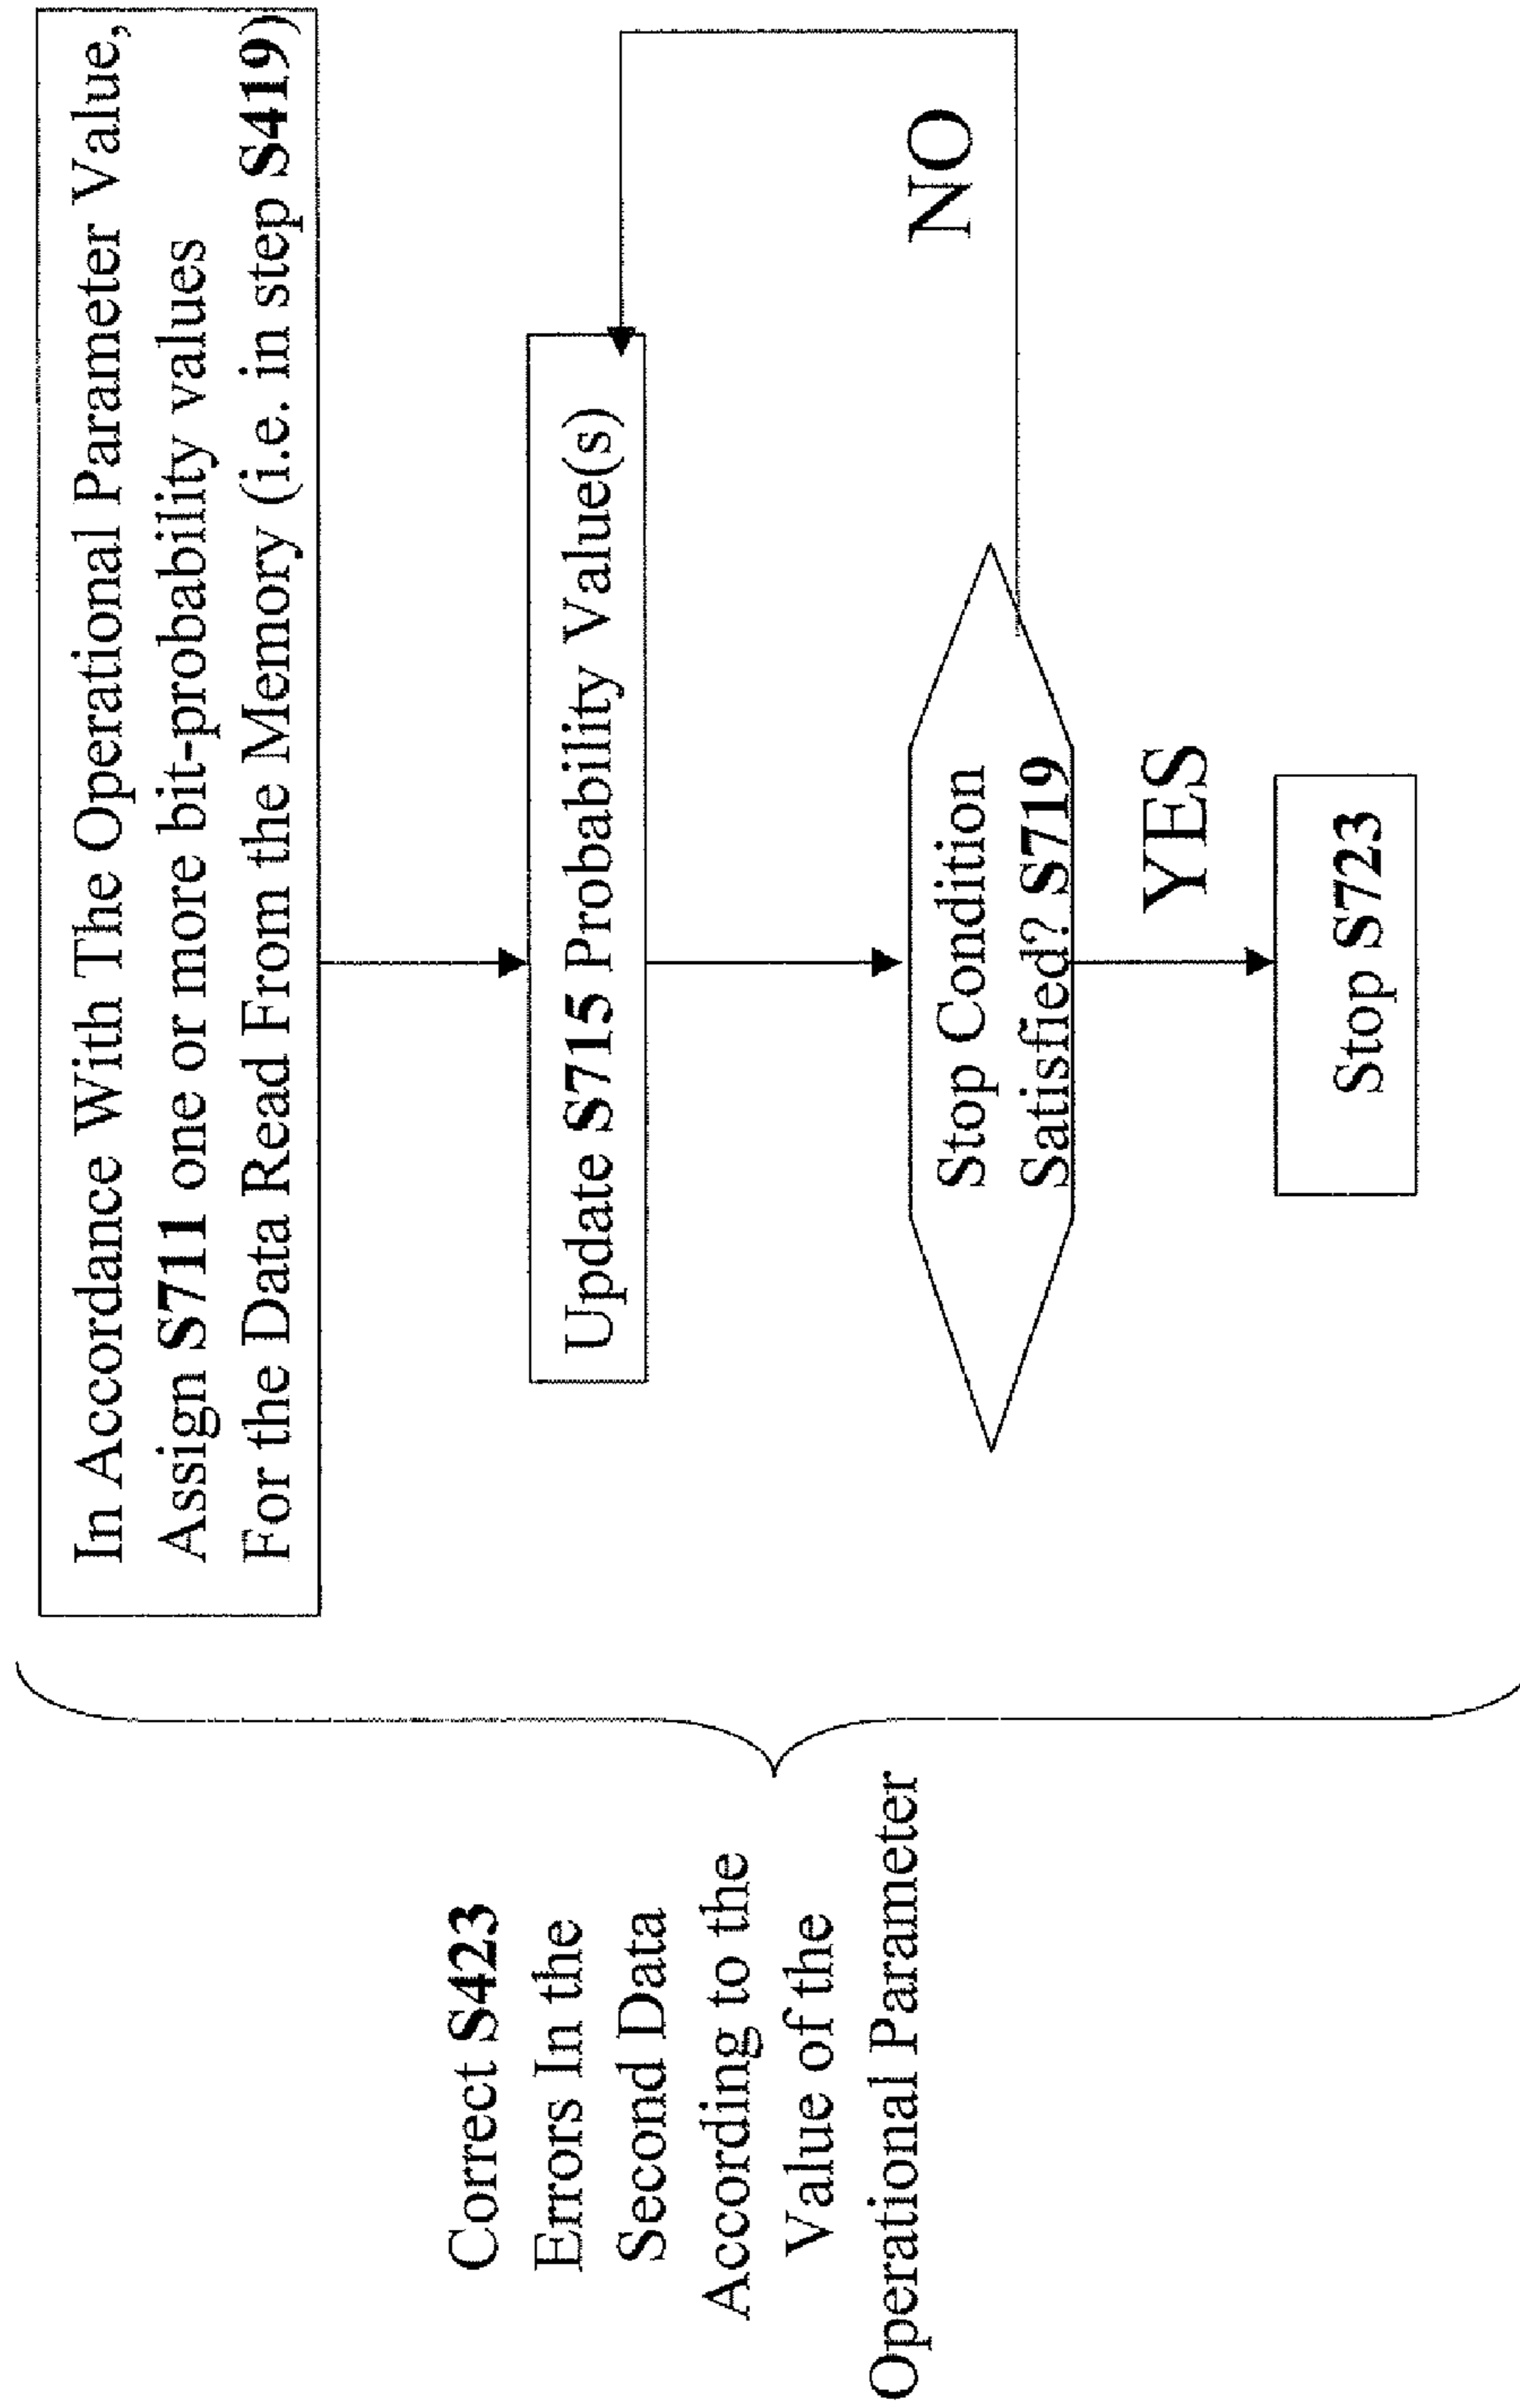 Correct S423
Errors In the
Second Data
According to the
Value of the
Operational Parameter
In Accordance With The Operational Parameter Value,
Assign S711 one or more bit-probability values
For the Data Read From the Memory (i.e. in step S419)
Update S715 Probability Value(s)
Stop Condition
Satisfied? S719
NO
YES
Stop S723